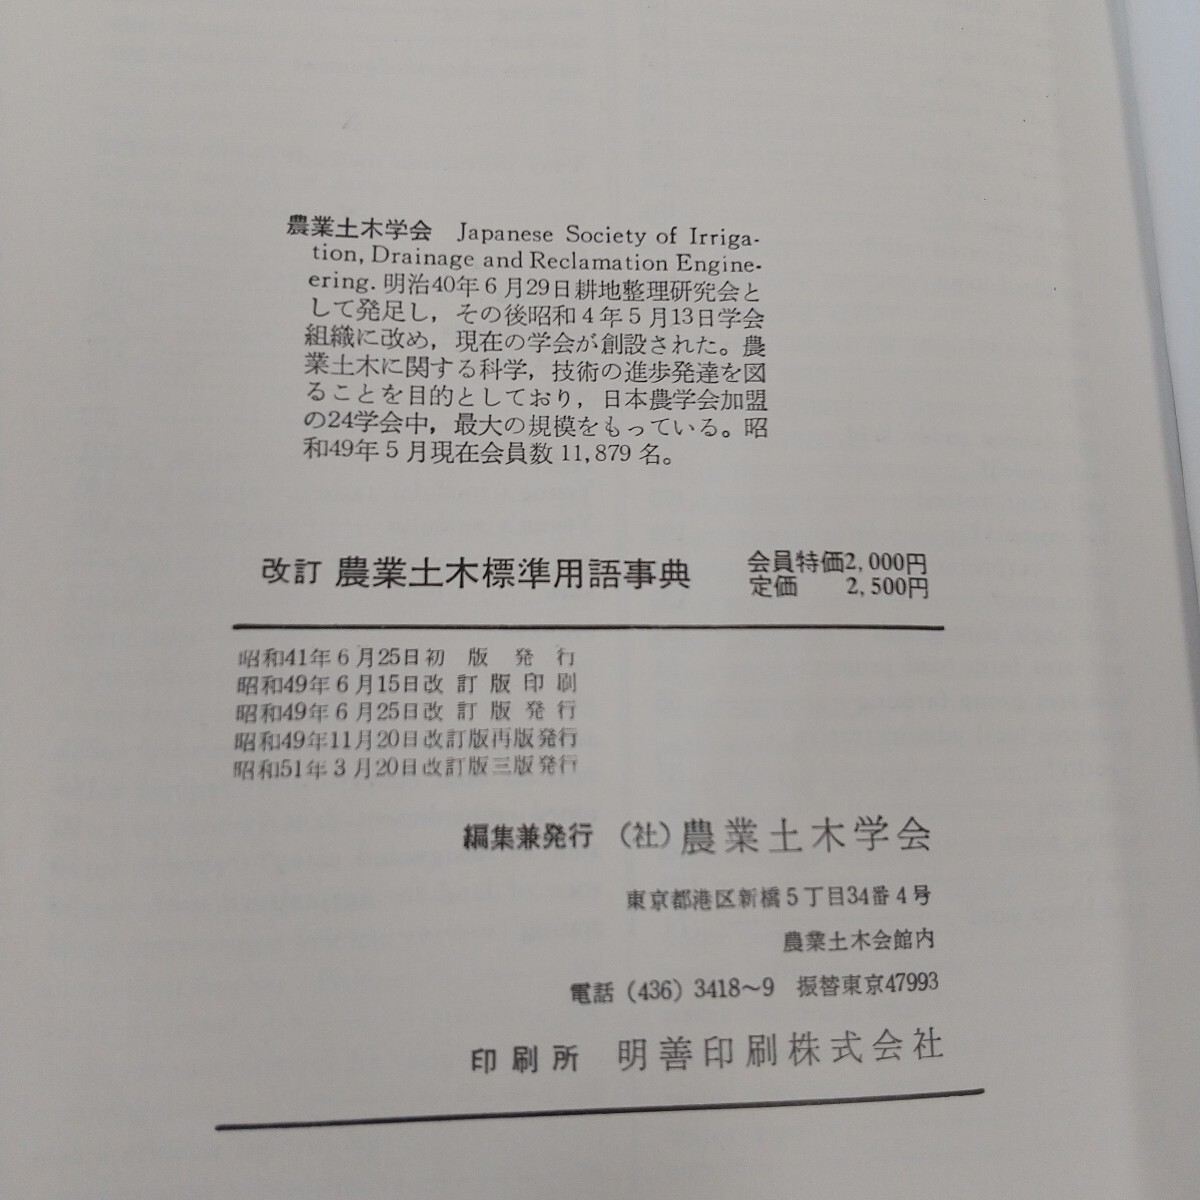 農業土木学会 Japanese Society of Irriga-
tion, Drainage and Reclamation Engine-
ering. 明治40年6月29日耕地整理研究会と
して発足し，その後昭和4年5月13日学会
組織に改め，現在の学会が創設された。農
業土木に関する科学，技術の進歩発達を図
ることを目的としており，日本農学会加盟
の24学会中，最大の規模をもっている。昭
和49年5月現在会員数11,879名。
改訂 農業土木標準用語事典 会員特価2,000円
定価 2,500円
昭和41年6月25日初版発行
昭和49年6月15日改訂版印刷
昭和49年6月25日改訂版発行
昭和49年11月20日改訂版再版発行
昭和51年3月20日改訂版三版発行
編集兼発行 (社) 農業土木学会
東京都港区新橋5丁目34番4号
農業土木会館内
電話 (436) 3418〜9 振替東京47993
印刷所 明善印刷株式会社